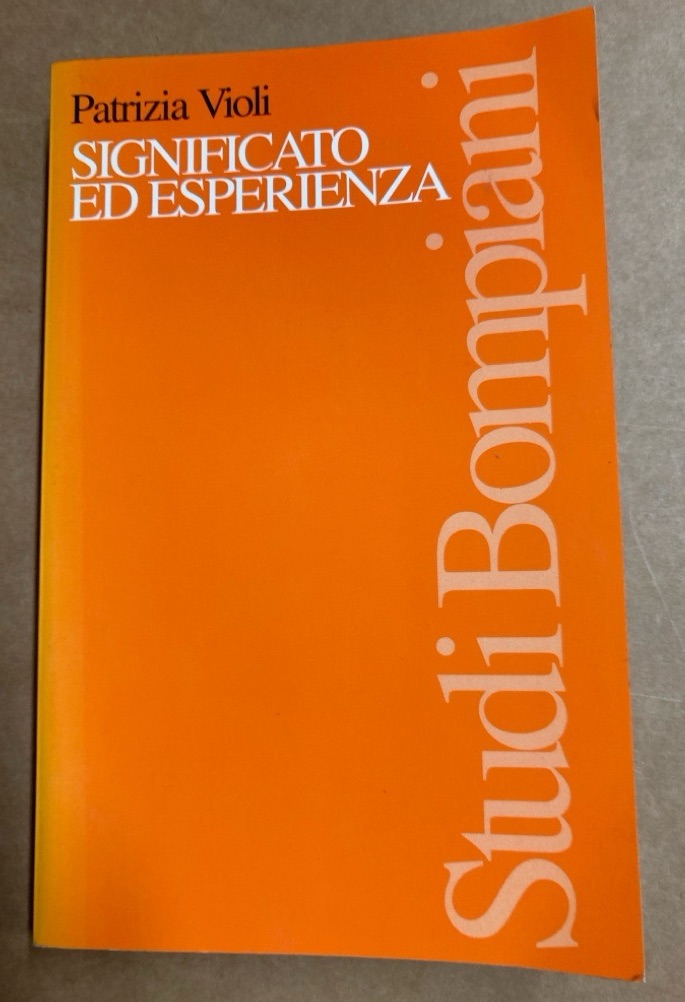 Patrizia Violi
SIGNIFICATO
ED ESPERIENZA
Studi Bompiani